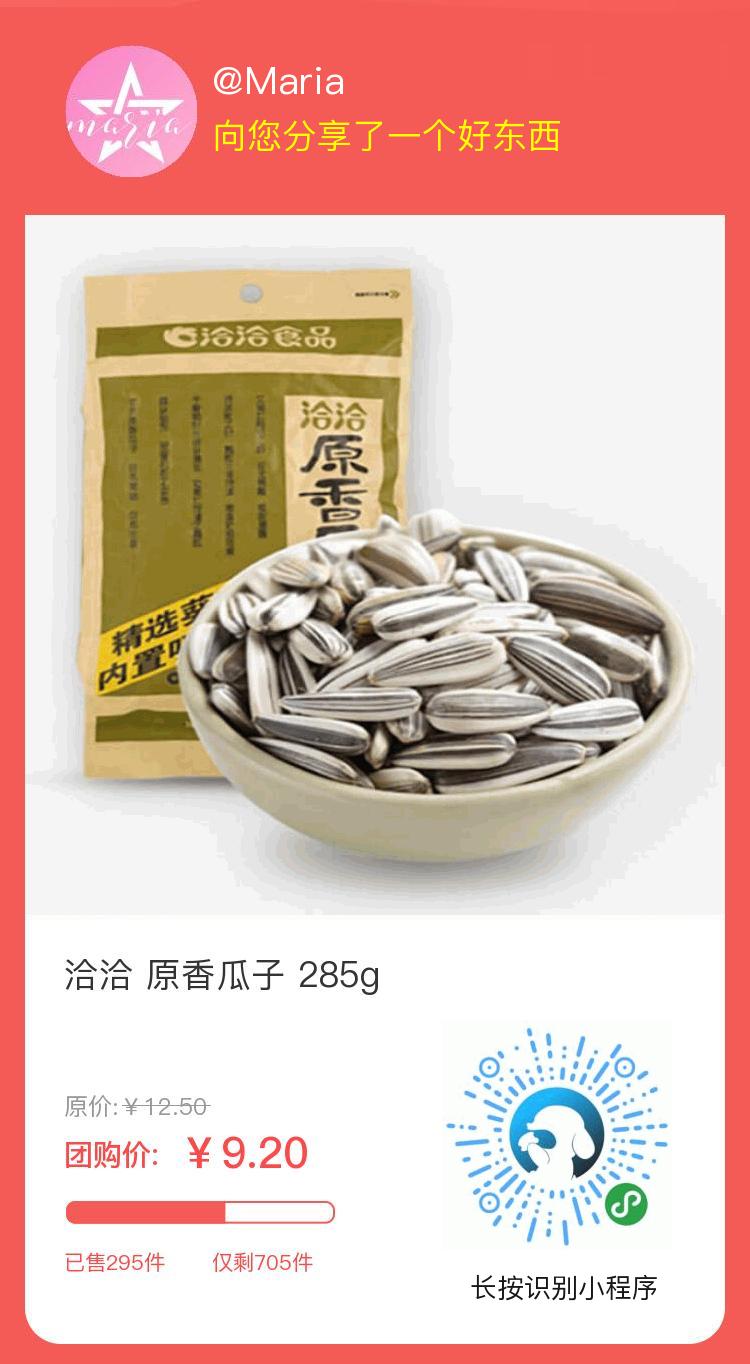 @Maria
向您分享了一个好东西
maria
洽洽食品
洽洽
原香
精选葵
内置
洽洽 原香瓜子 285g
原价:￥12.50
团购价: ￥9.20
已售295件 仅剩705件
长按识别小程序